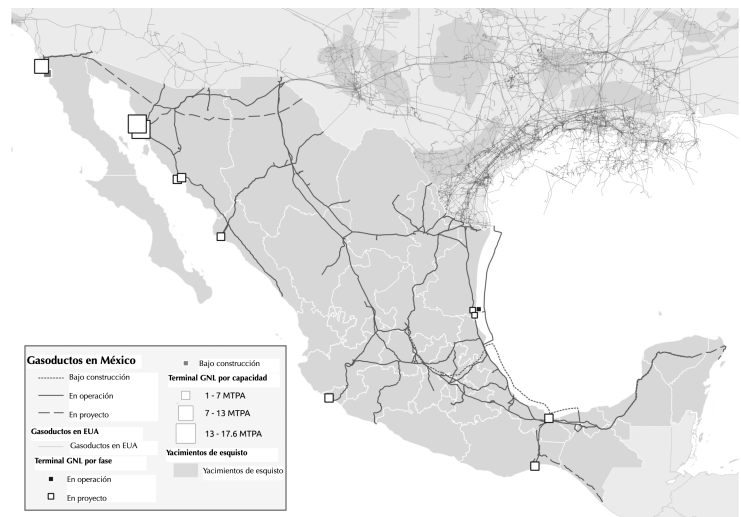 Gasoductos en México
Bajo construcción
En operación
En proyecto
Gasoductos en EUA
Gasoductos en EUA
Terminal GNL por fase
En operación
En proyecto
Bajo construcción
Terminal GNL por capacidad
1 - 7 MTPA
7 - 13 MTPA
13 - 17.6 MTPA
Yacimientos de esquisto
Yacimientos de esquisto